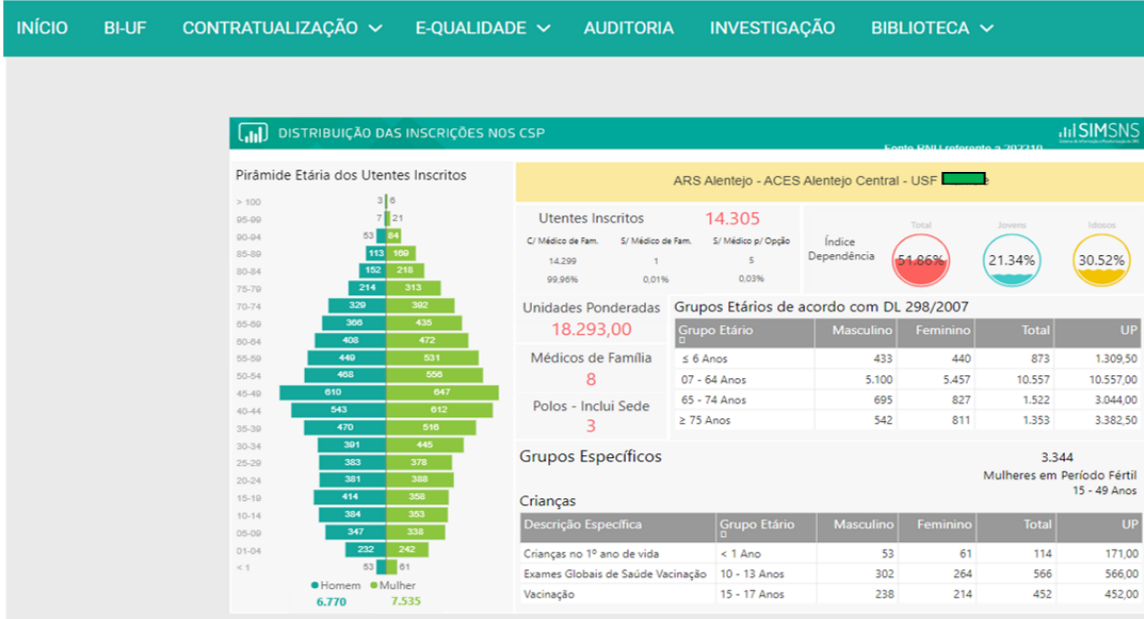 INÍCIO BI-UF CONTRATUALIZAÇÃO E-QUALIDADE AUDITORIA INVESTIGAÇÃO BIBLIOTECA
DISTRIBUIÇÃO DAS INSCRIÇÕES NOS CSP
SIMSNS
Fonte RNU referente a 202210
Pirâmide Etária dos Utentes Inscritos
> 100 3 6
95-99 7 21
90-94 53 84
85-89 113 169
80-84 152 218
75-79 214 313
70-74 329 392
65-69 366 435
60-64 408 472
55-59 449 531
50-54 468 556
45-49 610 647
40-44 543 612
35-39 470 516
30-34 391 445
25-29 383 378
20-24 381 388
15-19 414 358
10-14 384 353
05-09 347 338
01-04 232 242
< 1 53 61
Homem Mulher
6.770 7.535
ARS Alentejo - ACES Alentejo Central - USF
Utentes Inscritos 14.305
C/ Médico de Fam. S/ Médico de Fam. S/ Médico p/ Opção
14.299 1 5
99,96% 0,01% 0,03%
Índice
Dependência
Total Jovens Idosos
51.86% 21.34% 30.52%
Unidades Ponderadas
18.293,00
Médicos de Família
8
Polos - Inclui Sede
3
Grupos Etários de acordo com DL 298/2007
Grupo Etário Masculino Feminino Total UP
≤ 6 Anos 433 440 873 1.309,50
07 - 64 Anos 5.100 5.457 10.557 10.557,00
65 - 74 Anos 695 827 1.522 3.044,00
≥ 75 Anos 542 811 1.353 3.382,50
Grupos Específicos
3.344
Mulheres em Período Fértil
15 - 49 Anos
Crianças
Descrição Específica Grupo Etário Masculino Feminino Total UP
Crianças no 1º ano de vida < 1 Ano 53 61 114 171,00
Exames Globais de Saúde Vacinação 10 - 13 Anos 302 264 566 566,00
Vacinação 15 - 17 Anos 238 214 452 452,00